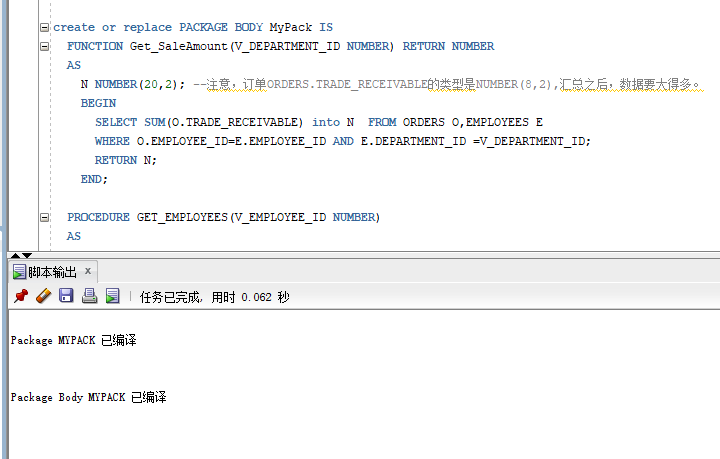 create or replace PACKAGE BODY MyPack IS
FUNCTION Get_SaleAmount(V_DEPARTMENT_ID NUMBER) RETURN NUMBER
AS
N NUMBER(20,2); --注意，订单ORDERS.TRADE_RECEIVABLE的类型是NUMBER(8,2),汇总之后，数据要大得多。
BEGIN
SELECT SUM(O.TRADE_RECEIVABLE) into N  FROM ORDERS O,EMPLOYEES E
WHERE O.EMPLOYEE_ID=E.EMPLOYEE_ID AND E.DEPARTMENT_ID =V_DEPARTMENT_ID;
RETURN N;
END;
PROCEDURE GET_EMPLOYEES(V_EMPLOYEE_ID NUMBER)
AS
脚本输出 x
任务已完成, 用时 0.062 秒
Package MYPACK 已编译
Package Body MYPACK 已编译